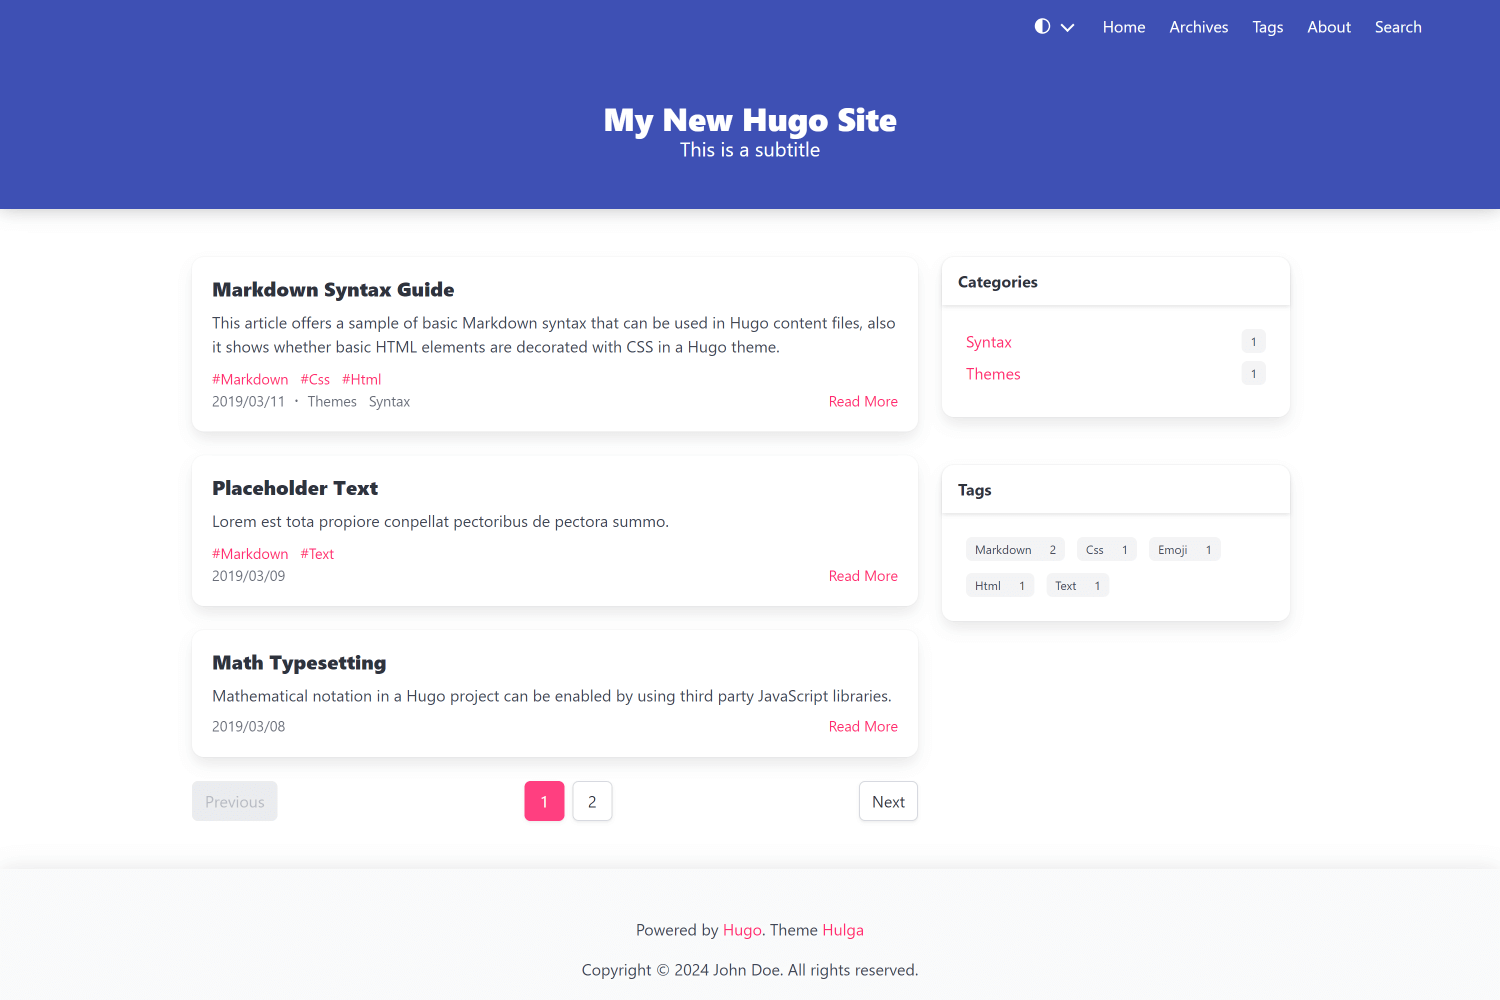 Home Archives Tags About Search
My New Hugo Site
This is a subtitle
Markdown Syntax Guide
This article offers a sample of basic Markdown syntax that can be used in Hugo content files, also
it shows whether basic HTML elements are decorated with CSS in a Hugo theme.
#Markdown #Css #Html
2019/03/11 · Themes Syntax Read More
Placeholder Text
Lorem est tota propiore conpellat pectoribus de pectora summo.
#Markdown #Text
2019/03/09 Read More
Math Typesetting
Mathematical notation in a Hugo project can be enabled by using third party JavaScript libraries.
2019/03/08 Read More
Previous 1 2 Next
Categories
Syntax 1
Themes 1
Tags
Markdown 2 Css 1 Emoji 1
Html 1 Text 1
Powered by Hugo. Theme Hulga
Copyright © 2024 John Doe. All rights reserved.